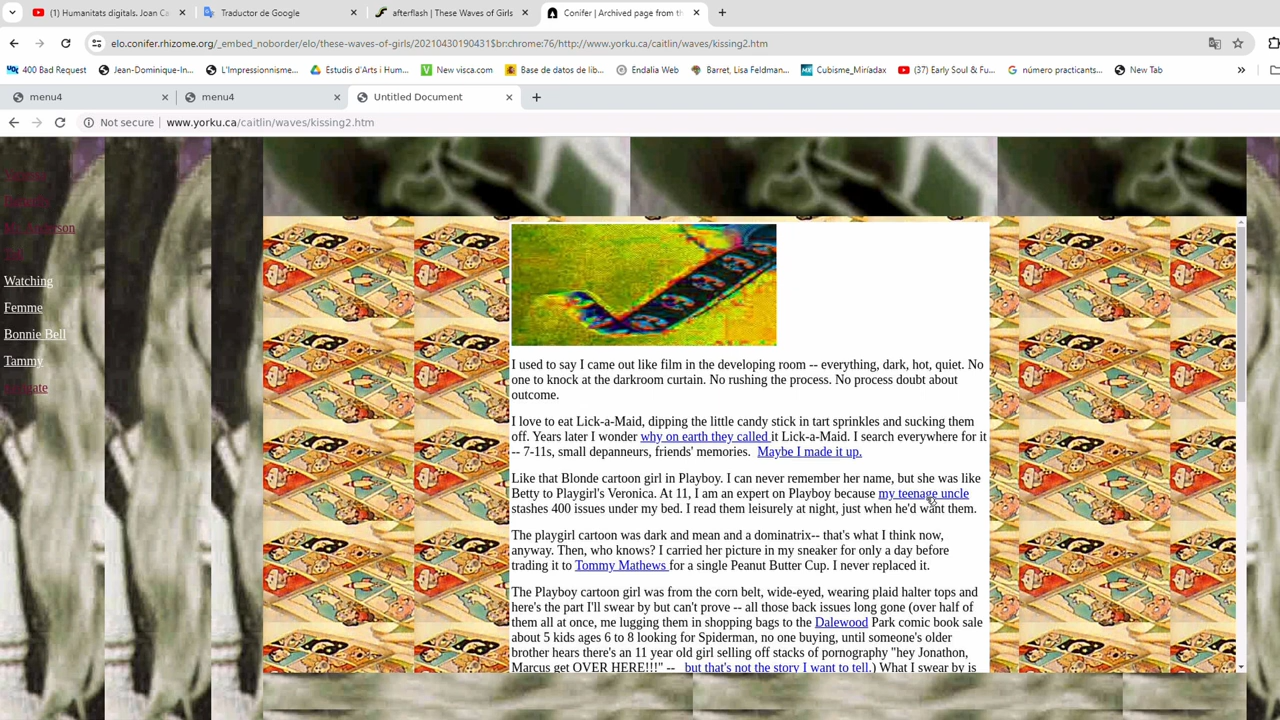 (1) Humanitats digitals. Joan Ca
Traductor de Google
afterflash | These Waves of Girls
Conifer | Archived page from th
elo.conifer.rhizome.org/_embed_noborder/elo/these-waves-of-girls/20210430190431$br:chrome:76/http://www.yorku.ca/caitlin/waves/kissing2.htm
400 Bad Request
Jean-Dominique-In...
L'Impressionnisme...
Estudis d'Arts i Hum...
New visca.com
Base de datos de lib...
Endalia Web
Barret, Lisa Feldman...
Cubisme_Miríadax
(37) Early Soul & Fu...
número practicants...
New Tab
menu4
menu4
Untitled Document
Not secure
www.yorku.ca/caitlin/waves/kissing2.htm
Watching
Femme
Bonnie Bell
Tammy
I used to say I came out like film in the developing room -- everything, dark, hot, quiet. No
one to knock at the darkroom curtain. No rushing the process. No process doubt about
outcome.
I love to eat Lick-a-Maid, dipping the little candy stick in tart sprinkles and sucking them
off. Years later I wonder why on earth they called it Lick-a-Maid. I search everywhere for it
-- 7-11s, small depanneurs, friends' memories. Maybe I made it up.
Like that Blonde cartoon girl in Playboy. I can never remember her name, but she was like
Betty to Playgirl's Veronica. At 11, I am an expert on Playboy because my teenage uncle
stashes 400 issues under my bed. I read them leisurely at night, just when he'd want them.
The playgirl cartoon was dark and mean and a dominatrix-- that's what I think now,
anyway. Then, who knows? I carried her picture in my sneaker for only a day before
trading it to Tommy Mathews for a single Peanut Butter Cup. I never replaced it.
The Playboy cartoon girl was from the corn belt, wide-eyed, wearing plaid halter tops and
here's the part I'll swear by but can't prove -- all those back issues long gone (over half of
them all at once, me lugging them in shopping bags to the Dalewood Park comic book sale
about 5 kids ages 6 to 8 looking for Spiderman, no one buying, until someone's older
brother hears there's an 11 year old girl selling off stacks of pornography "hey Jonathon,
Marcus get OVER HERE!!!" -- but that's not the story I want to tell.) What I swear by is